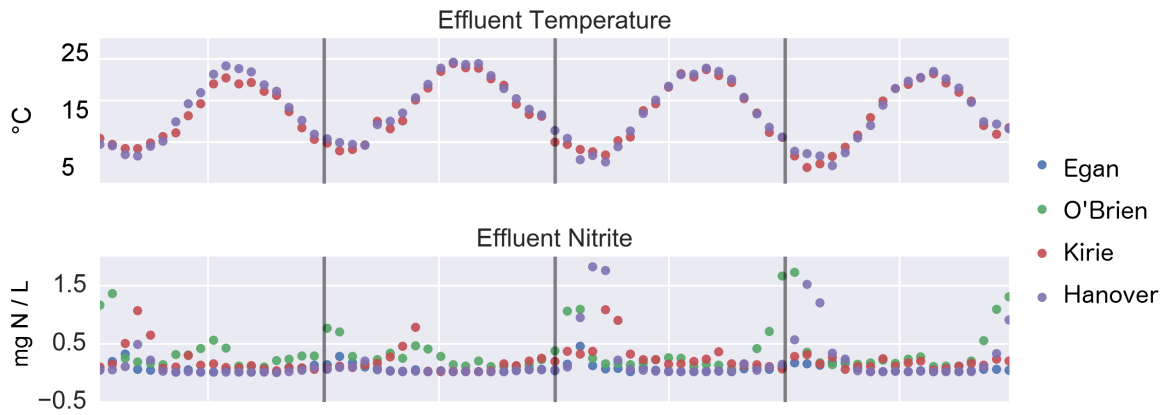 Effluent Temperature
25
15
5
°C
Effluent Nitrite
1.5
0.5
−0.5
mg N / L
Egan
O'Brien
Kirie
Hanover